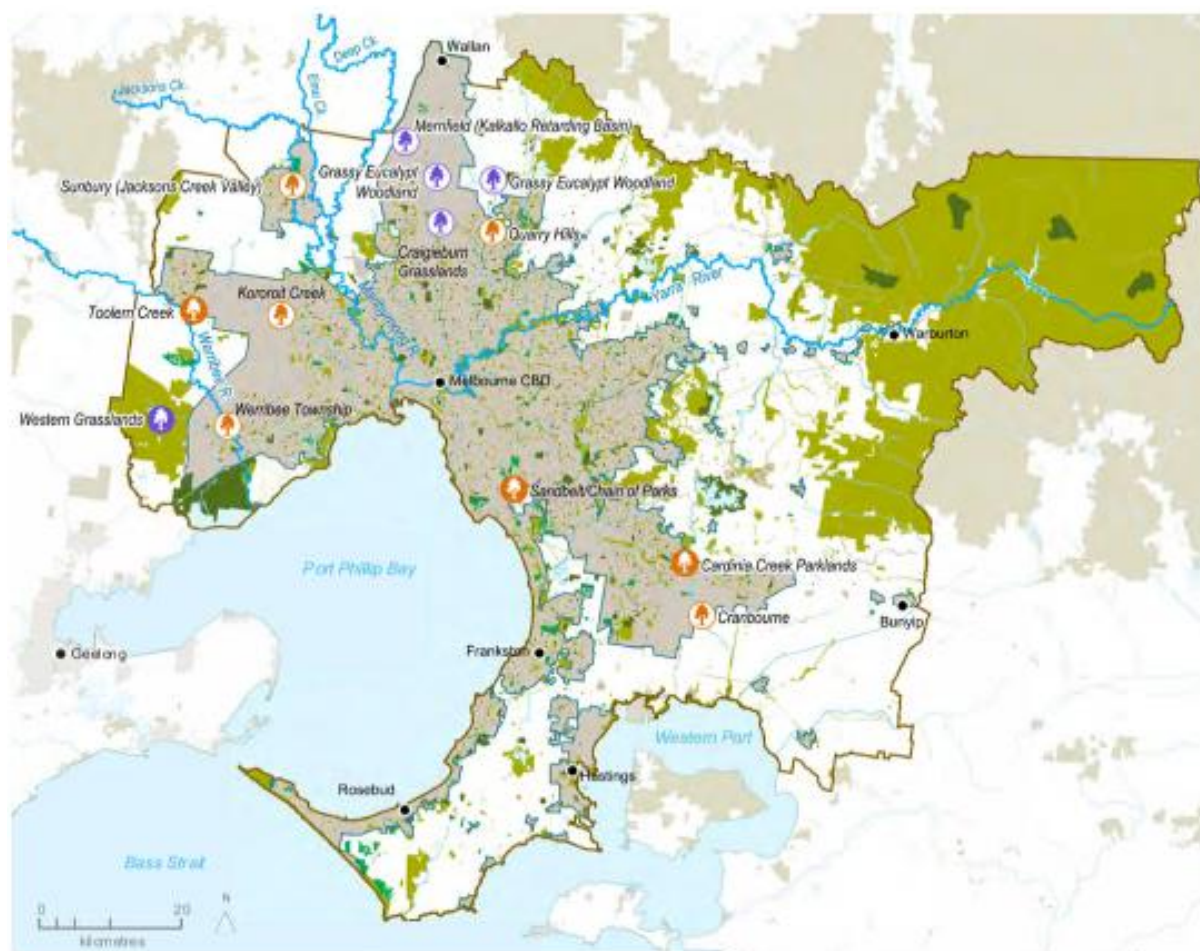 Wallan
Deep Ck.
Jacksons Ck.
Emu Ck.
Merrifield (Kalkallo Retarding Basin)
Grassy Eucalypt
Woodland
Grassy Eucalypt Woodland
Sunbury (Jacksons Creek Valley)
Quarry Hills
Craigieburn
Grasslands
Kororoit Creek
Toolern Creek
Maribyrnong R.
Yarra River
Warburton
Werribee R.
Melbourne CBD
Western Grasslands
Werribee Township
Sandbelt/Chain of Parks
Port Phillip Bay
Cardinia Creek Parklands
Cranbourne
Bunyip
Geelong
Frankston
Western Port
Hastings
Rosebud
Bass Strait
N
0 20
kilometres